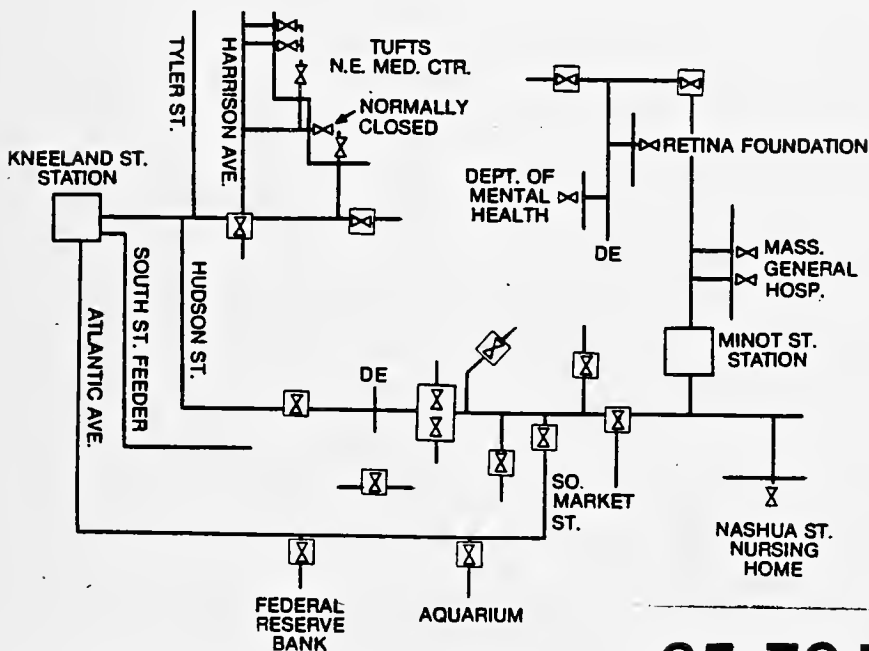 TYLER ST.
HARRISON AVE.
TUFTS
N.E. MED. CTR.
NORMALLY
CLOSED
KNEELAND ST.
STATION
RETINA FOUNDATION
DEPT. OF
MENTAL
HEALTH
DE
MASS.
GENERAL
HOSP.
ATLANTIC AVE.
SOUTH ST. FEEDER
HUDSON ST.
MINOT ST.
STATION
DE
SO.
MARKET
ST.
NASHUA ST.
NURSING
HOME
FEDERAL
RESERVE
BANK
AQUARIUM